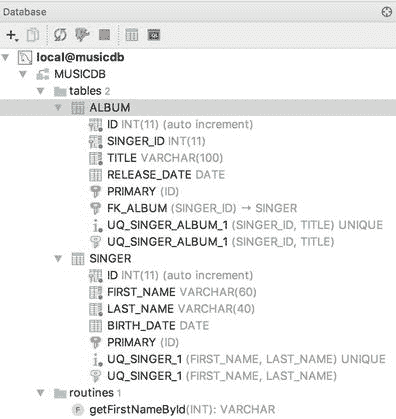 Database
local@musicdb
MUSICDB
tables 2
ALBUM
ID INT(11) (auto increment)
SINGER_ID INT(11)
TITLE VARCHAR(100)
RELEASE_DATE DATE
PRIMARY (ID)
FK_ALBUM (SINGER_ID) → SINGER
UQ_SINGER_ALBUM_1 (SINGER_ID, TITLE) UNIQUE
UQ_SINGER_ALBUM_1 (SINGER_ID, TITLE)
SINGER
ID INT(11) (auto increment)
FIRST_NAME VARCHAR(60)
LAST_NAME VARCHAR(40)
BIRTH_DATE DATE
PRIMARY (ID)
UQ_SINGER_1 (FIRST_NAME, LAST_NAME) UNIQUE
UQ_SINGER_1 (FIRST_NAME, LAST_NAME)
routines 1
getFirstNameById(INT): VARCHAR